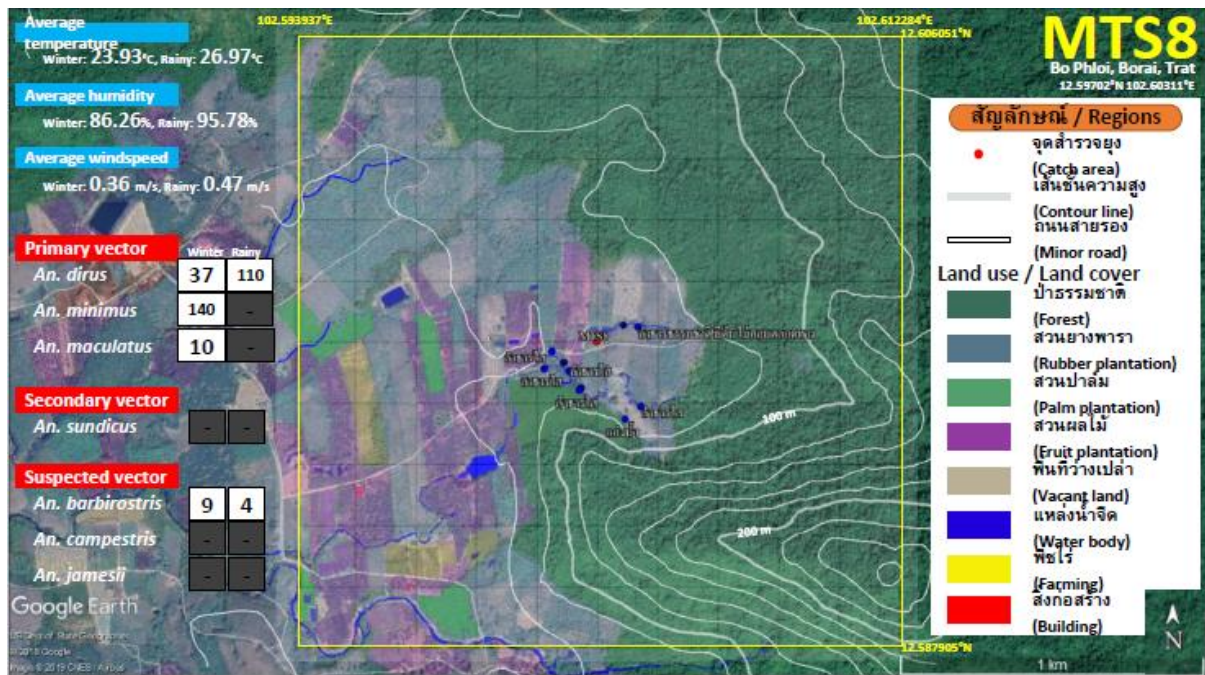 Average
temperature
Winter: 23.93°C, Rainy: 26.97°C
Average humidity
Winter: 86.26%, Rainy: 95.78%
Average windspeed
Winter: 0.36 m/s, Rainy: 0.47 m/s
Primary vector Winter Rainy
An. dirus 37 110
An. minimus 140 -
An. maculatus 10 -
Secondary vector
An. sundicus - -
Suspected vector
An. barbirostris 9 4
An. campestris - -
An. jamesii - -
Google Earth
© 2018 Google
Image © 2019 CNES / Airbus
102.593937°E
102.612284°E
12.606051°N
100 m
200 m
12.587905°N
MTS8
Bo Phloi, Borai, Trat
12.59702°N 102.60311°E
สัญลักษณ์ / Regions
จุดสำรวจยุง
(Catch area)
เส้นชั้นความสูง
(Contour line)
ถนนสายรอง
(Minor road)
Land use / Land cover
ป่าธรรมชาติ
(Forest)
สวนยางพารา
(Rubber plantation)
สวนปาล์ม
(Palm plantation)
สวนผลไม้
(Fruit plantation)
พื้นที่ว่างเปล่า
(Vacant land)
แหล่งน้ำจืด
(Water body)
พืชไร่
(Farming)
สิ่งก่อสร้าง
(Building)
N
1 km